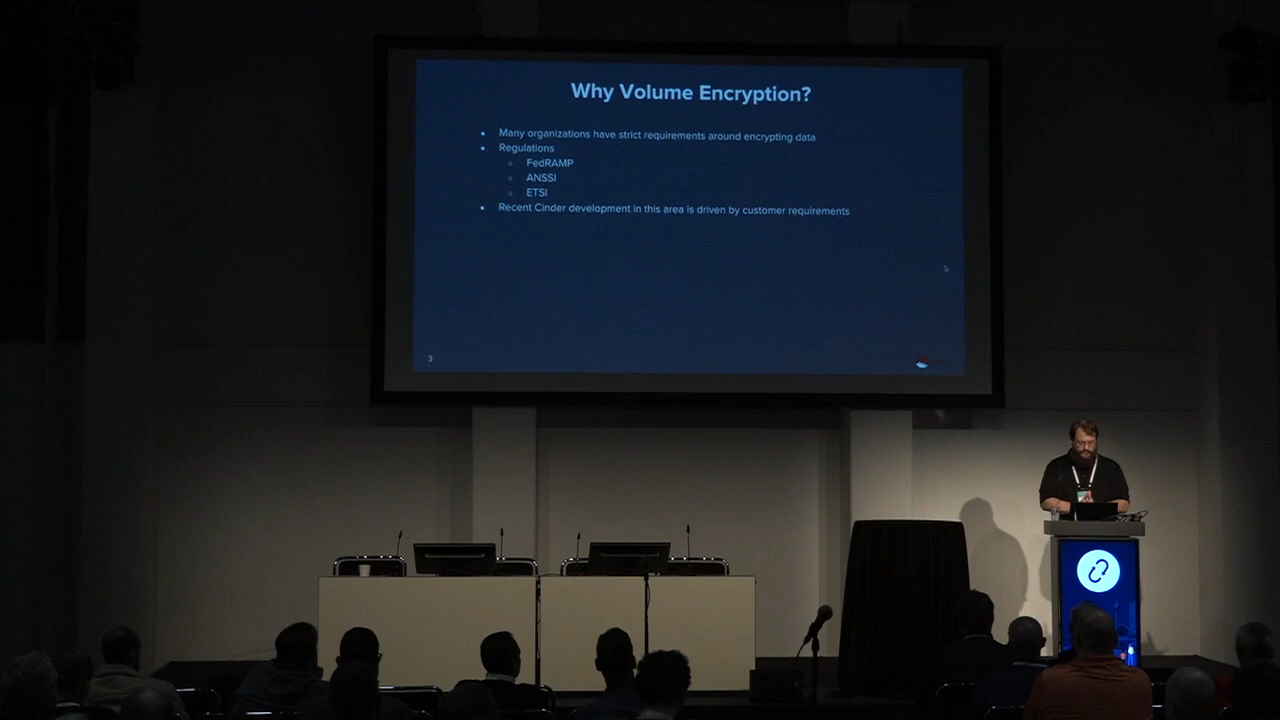 Why Volume Encryption?
• Many organizations have strict requirements around encrypting data
• Regulations
○ FedRAMP
○ ANSSI
○ ETSI
• Recent Cinder development in this area is driven by customer requirements
3